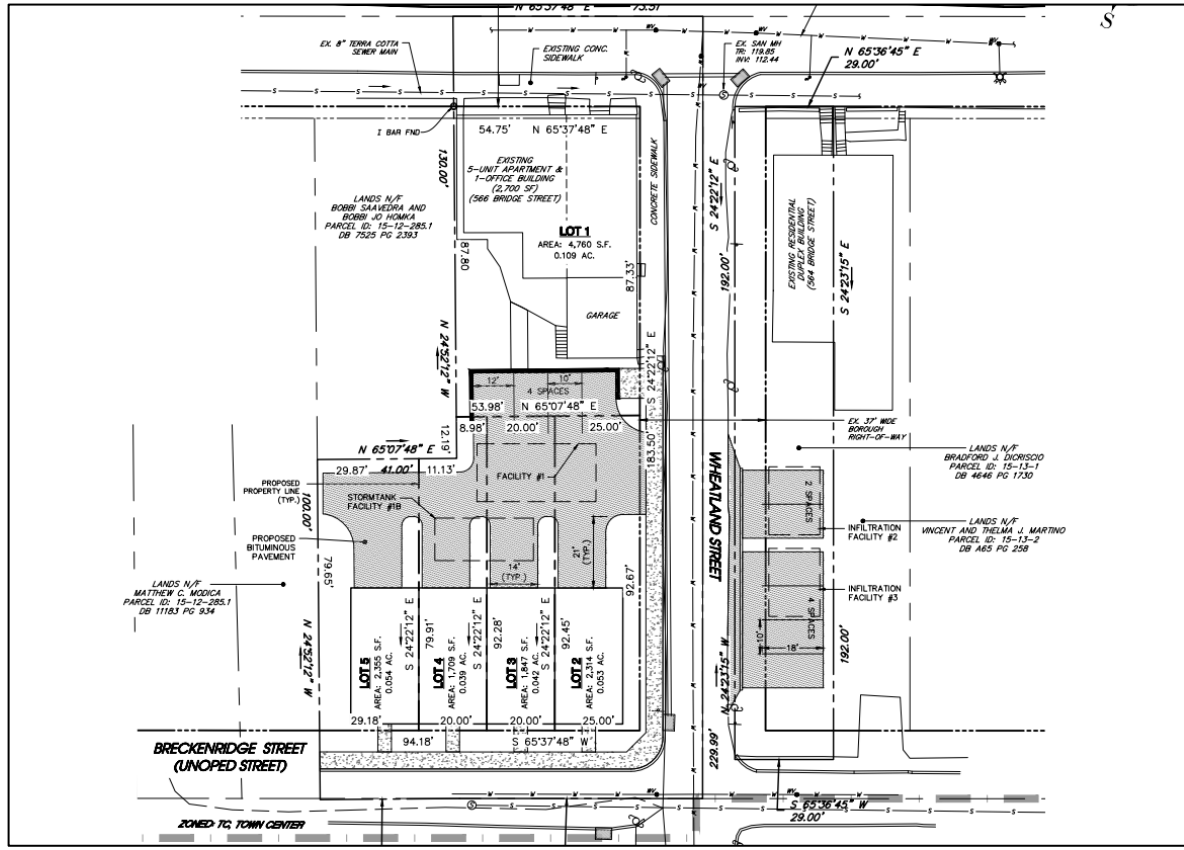 N 65°37'48" E 73.51'
S
EX. 8" TERRA COTTA
SEWER MAIN
EXISTING CONC.
SIDEWALK
EX. SAN MH
TR: 119.85
INV: 112.44
N 65°36'45" E
29.00'
I BAR FND
54.75' N 65°37'48" E
130.00'
EXISTING
5-UNIT APARTMENT &
1-OFFICE BUILDING
(2,700 SF)
(566 BRIDGE STREET)
CONCRETE SIDEWALK
S 24°22'12" E
192.00'
EXISTING RESIDENTIAL
DUPLEX BUILDING
(564 BRIDGE STREET)
S 24°23'15" E
LANDS N/F
BOBBI SAAVEDRA AND
BOBBI JO HOMKA
PARCEL ID: 15-12-285.1
DB 7525 PG 2393
LOT 1
AREA: 4,760 S.F.
0.109 AC.
87.80
87.33'
GARAGE
N 24°52'12" W
S 24°22'12" E
183.50'
12' 10'
4 SPACES
53.98' N 65°07'48" E
8.98' 20.00' 25.00'
12.19'
N 65°07'48" E
29.87' 41.00' 11.13'
EX. 37' WIDE
BOROUGH
RIGHT-OF-WAY
WHEATLAND STREET
LANDS N/F
BRADFORD J. DICRISCIO
PARCEL ID: 15-13-1
DB 4646 PG 1730
PROPOSED
PROPERTY LINE
(TYP.)
100.00'
FACILITY #1
STORMTANK
FACILITY #1B
2 SPACES
INFILTRATION
FACILITY #2
LANDS N/F
VINCENT AND THELMA J. MARTINO
PARCEL ID: 15-13-2
DB A65 PG 258
PROPOSED
BITUMINOUS
PAVEMENT
21'
(TYP.)
14'
(TYP.)
79.65'
92.67'
LANDS N/F
MATTHEW C. MODICA
PARCEL ID: 15-12-285.1
DB 11183 PG 934
INFILTRATION
FACILITY #3
4 SPACES
10'
18'
192.00'
N 24°52'12" W
LOT 5
AREA: 2,355 S.F.
0.054 AC.
S 24°22'12" E
79.91'
LOT 4
AREA: 1,709 S.F.
0.039 AC.
S 24°22'12" E
92.28'
LOT 3
AREA: 1,847 S.F.
0.042 AC.
S 24°22'12" E
92.45'
LOT 2
AREA: 2,314 S.F.
0.053 AC.
N 24°23'15" W
229.99'
29.18' 20.00' 20.00' 25.00'
94.18' S 65°37'48" W
BRECKENRIDGE STREET
(UNOPED STREET)
S 65°36'45" W
29.00'
ZONED TC, TOWN CENTER